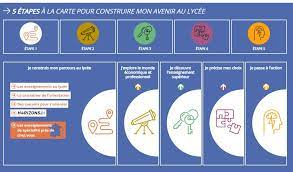 5 ÉTAPES À LA CARTE POUR CONSTRUIRE MON AVENIR AU LYCÉE
ÉTAPE 1
ÉTAPE 2
ÉTAPE 3
ÉTAPE 4
ÉTAPE 5
Je construis mon parcours au lycée
Les enseignements au lycée
Le calendrier de l'orientation
Des conseils pour s'orienter
HORIZONS21
Les enseignements
de spécialité près de
chez vous
J'explore le monde
économique et
professionnel
Je découvre
l'enseignement
supérieur
Je précise mes choix
Je passe à l'action